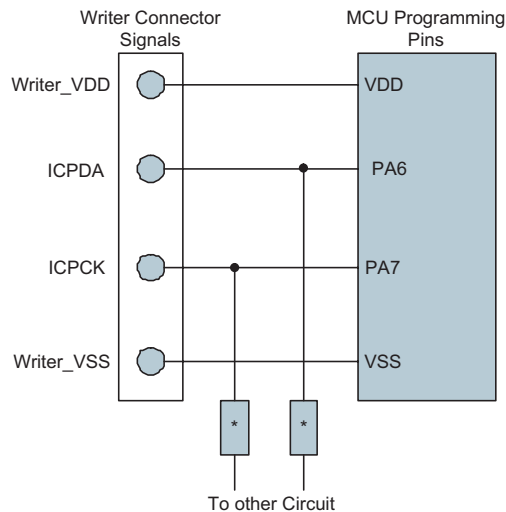 Writer Connector
Signals
MCU Programming
Pins
Writer_VDD
VDD
ICPDA
PA6
ICPCK
PA7
Writer_VSS
VSS
*
*
To other Circuit